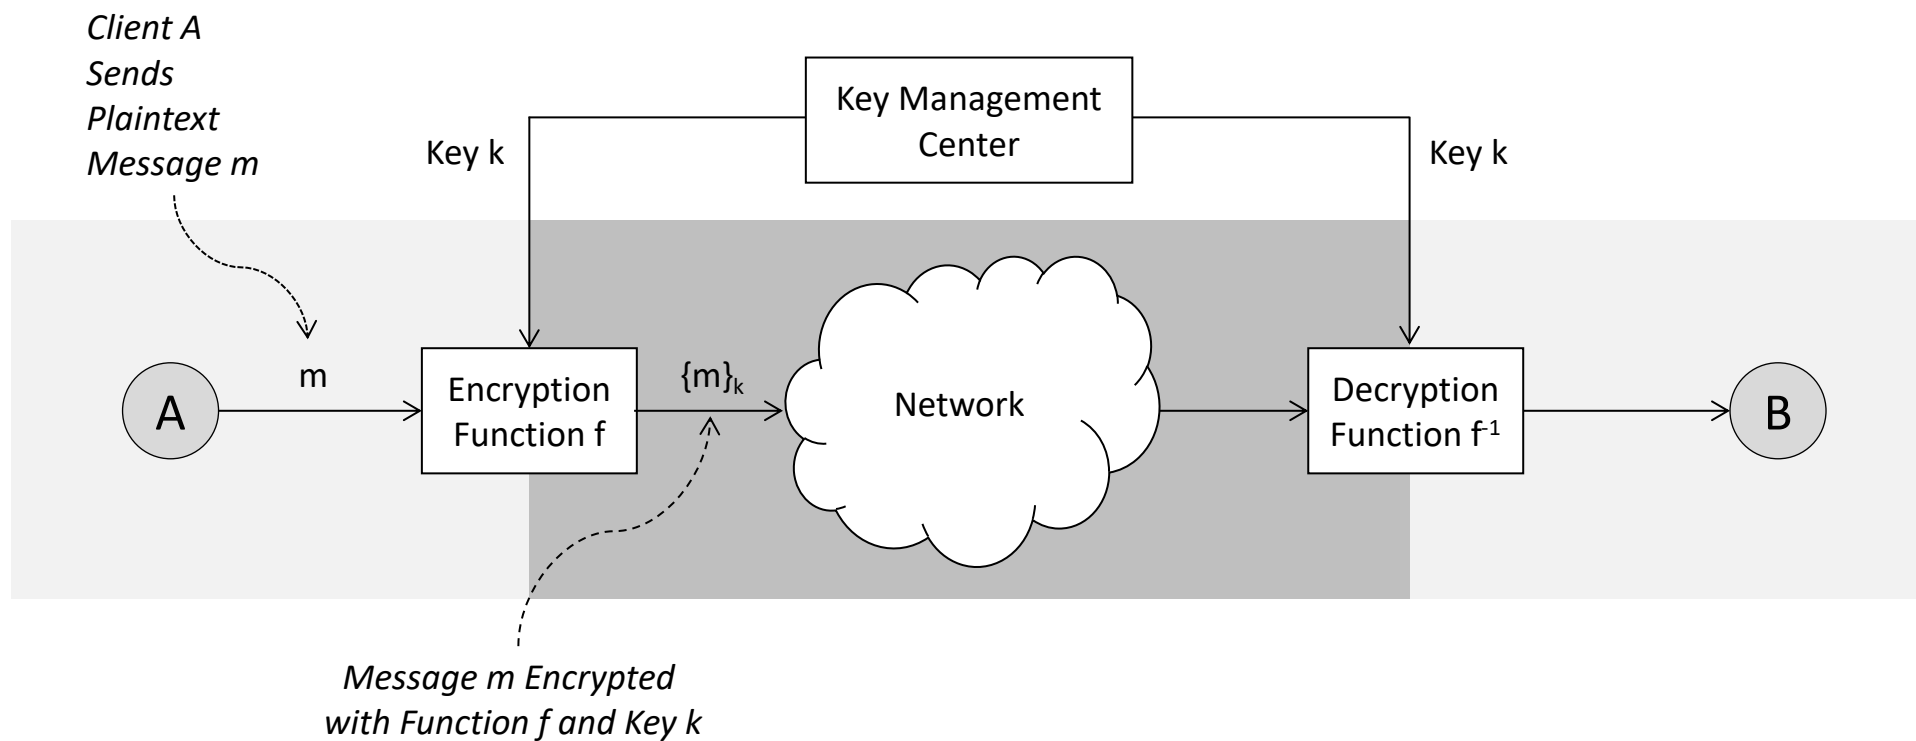 Client A
Sends
Plaintext
Message m
Key Management
Center
Key k
Key k
m
{m}k
A
Encryption
Function f
Network
Decryption
Function f-1
B
Message m Encrypted
with Function f and Key k